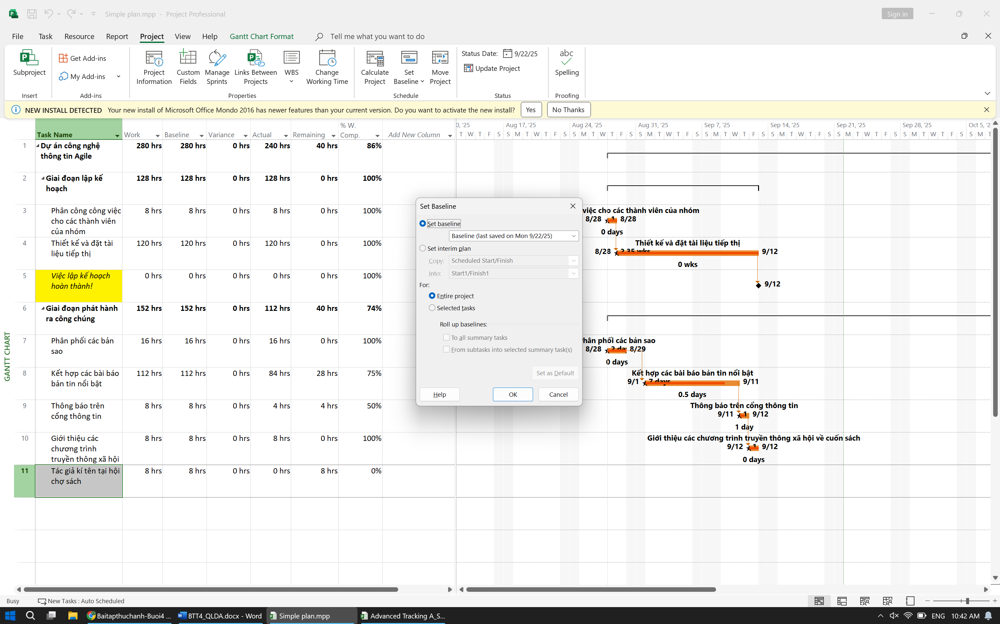 Simple plan.mpp - Project Professional
Sign in
File Task Resource Report Project View Help Gantt Chart Format Tell me what you want to do
Subproject
Get Add-ins
My Add-ins
Project Information
Custom Fields
Manage Sprints
Links Between Projects
WBS
Change Working Time
Calculate Project
Set Baseline
Move Project
Status Date: 9/22/25
Update Project
abc
Spelling
Insert Add-ins Properties Schedule Status Proofing
NEW INSTALL DETECTED Your new install of Microsoft Office Mondo 2016 has newer features than your current version. Do you want to activate the new install? Yes No Thanks
Task Name Work Baseline Variance Actual Remaining % W. Comp. Add New Column
0, '25 Aug 17, '25 Aug 24, '25 Aug 31, '25 Sep 7, '25 Sep 14, '25 Sep 21, '25 Sep 28, '25 Oct 5, '2
T W T F S S M T W T F S S M T W T F S S M T W T F S S M T W T F S S M T W T F S S M T W T F S S M T W T F S S M T
1 Dự án công nghệ thông tin Agile 280 hrs 280 hrs 0 hrs 240 hrs 40 hrs 86%
2 Giai đoạn lập kế hoạch 128 hrs 128 hrs 0 hrs 128 hrs 0 hrs 100%
3 Phân công công việc cho các thành viên của nhóm 8 hrs 8 hrs 0 hrs 8 hrs 0 hrs 100%
4 Thiết kế và đặt tài liệu tiếp thị 120 hrs 120 hrs 0 hrs 120 hrs 0 hrs 100%
5 Việc lập kế hoạch hoàn thành! 0 hrs 0 hrs 0 hrs 0 hrs 0 hrs 100%
6 Giai đoạn phát hành ra công chúng 152 hrs 152 hrs 0 hrs 112 hrs 40 hrs 74%
7 Phân phối các bản sao 16 hrs 16 hrs 0 hrs 16 hrs 0 hrs 100%
8 Kết hợp các bài báo bản tin nổi bật 112 hrs 112 hrs 0 hrs 84 hrs 28 hrs 75%
9 Thông báo trên cổng thông tin 8 hrs 8 hrs 0 hrs 4 hrs 4 hrs 50%
10 Giới thiệu các chương trình truyền thông xã hội 8 hrs 8 hrs 0 hrs 8 hrs 0 hrs 100%
11 Tác giả kí tên tại hội chợ sách 8 hrs 8 hrs 0 hrs 0 hrs 8 hrs 0%
GANTT CHART
Set Baseline
Set baseline
Baseline (last saved on Mon 9/22/25)
Set interim plan
Copy: Scheduled Start/Finish
Into: Start1/Finish1
For:
Entire project
Selected tasks
Roll up baselines:
To all summary tasks
From subtasks into selected summary task(s)
Set as Default
Help OK Cancel
việc cho các thành viên của nhóm
8/28 1 8/28
0 days
Thiết kế và đặt tài liệu tiếp thị
8/28 2.35 wks 9/12
0 wks
9/12
hân phối các bản sao
8/28 2 da 8/29
0 days
Kết hợp các bài báo bản tin nổi bật
9/1 7 days 9/11
0.5 days
Thông báo trên cổng thông tin
9/11 1 9/12
1 day
Giới thiệu các chương trình truyền thông xã hội về cuốn sách
9/12 1 9/12
0 days
Busy New Tasks : Auto Scheduled
Baitapthuchanh-Buoi4 ... BTT4_QLDA.docx - Word Simple plan.mpp Advanced Tracking A_S... ENG 10:42 AM